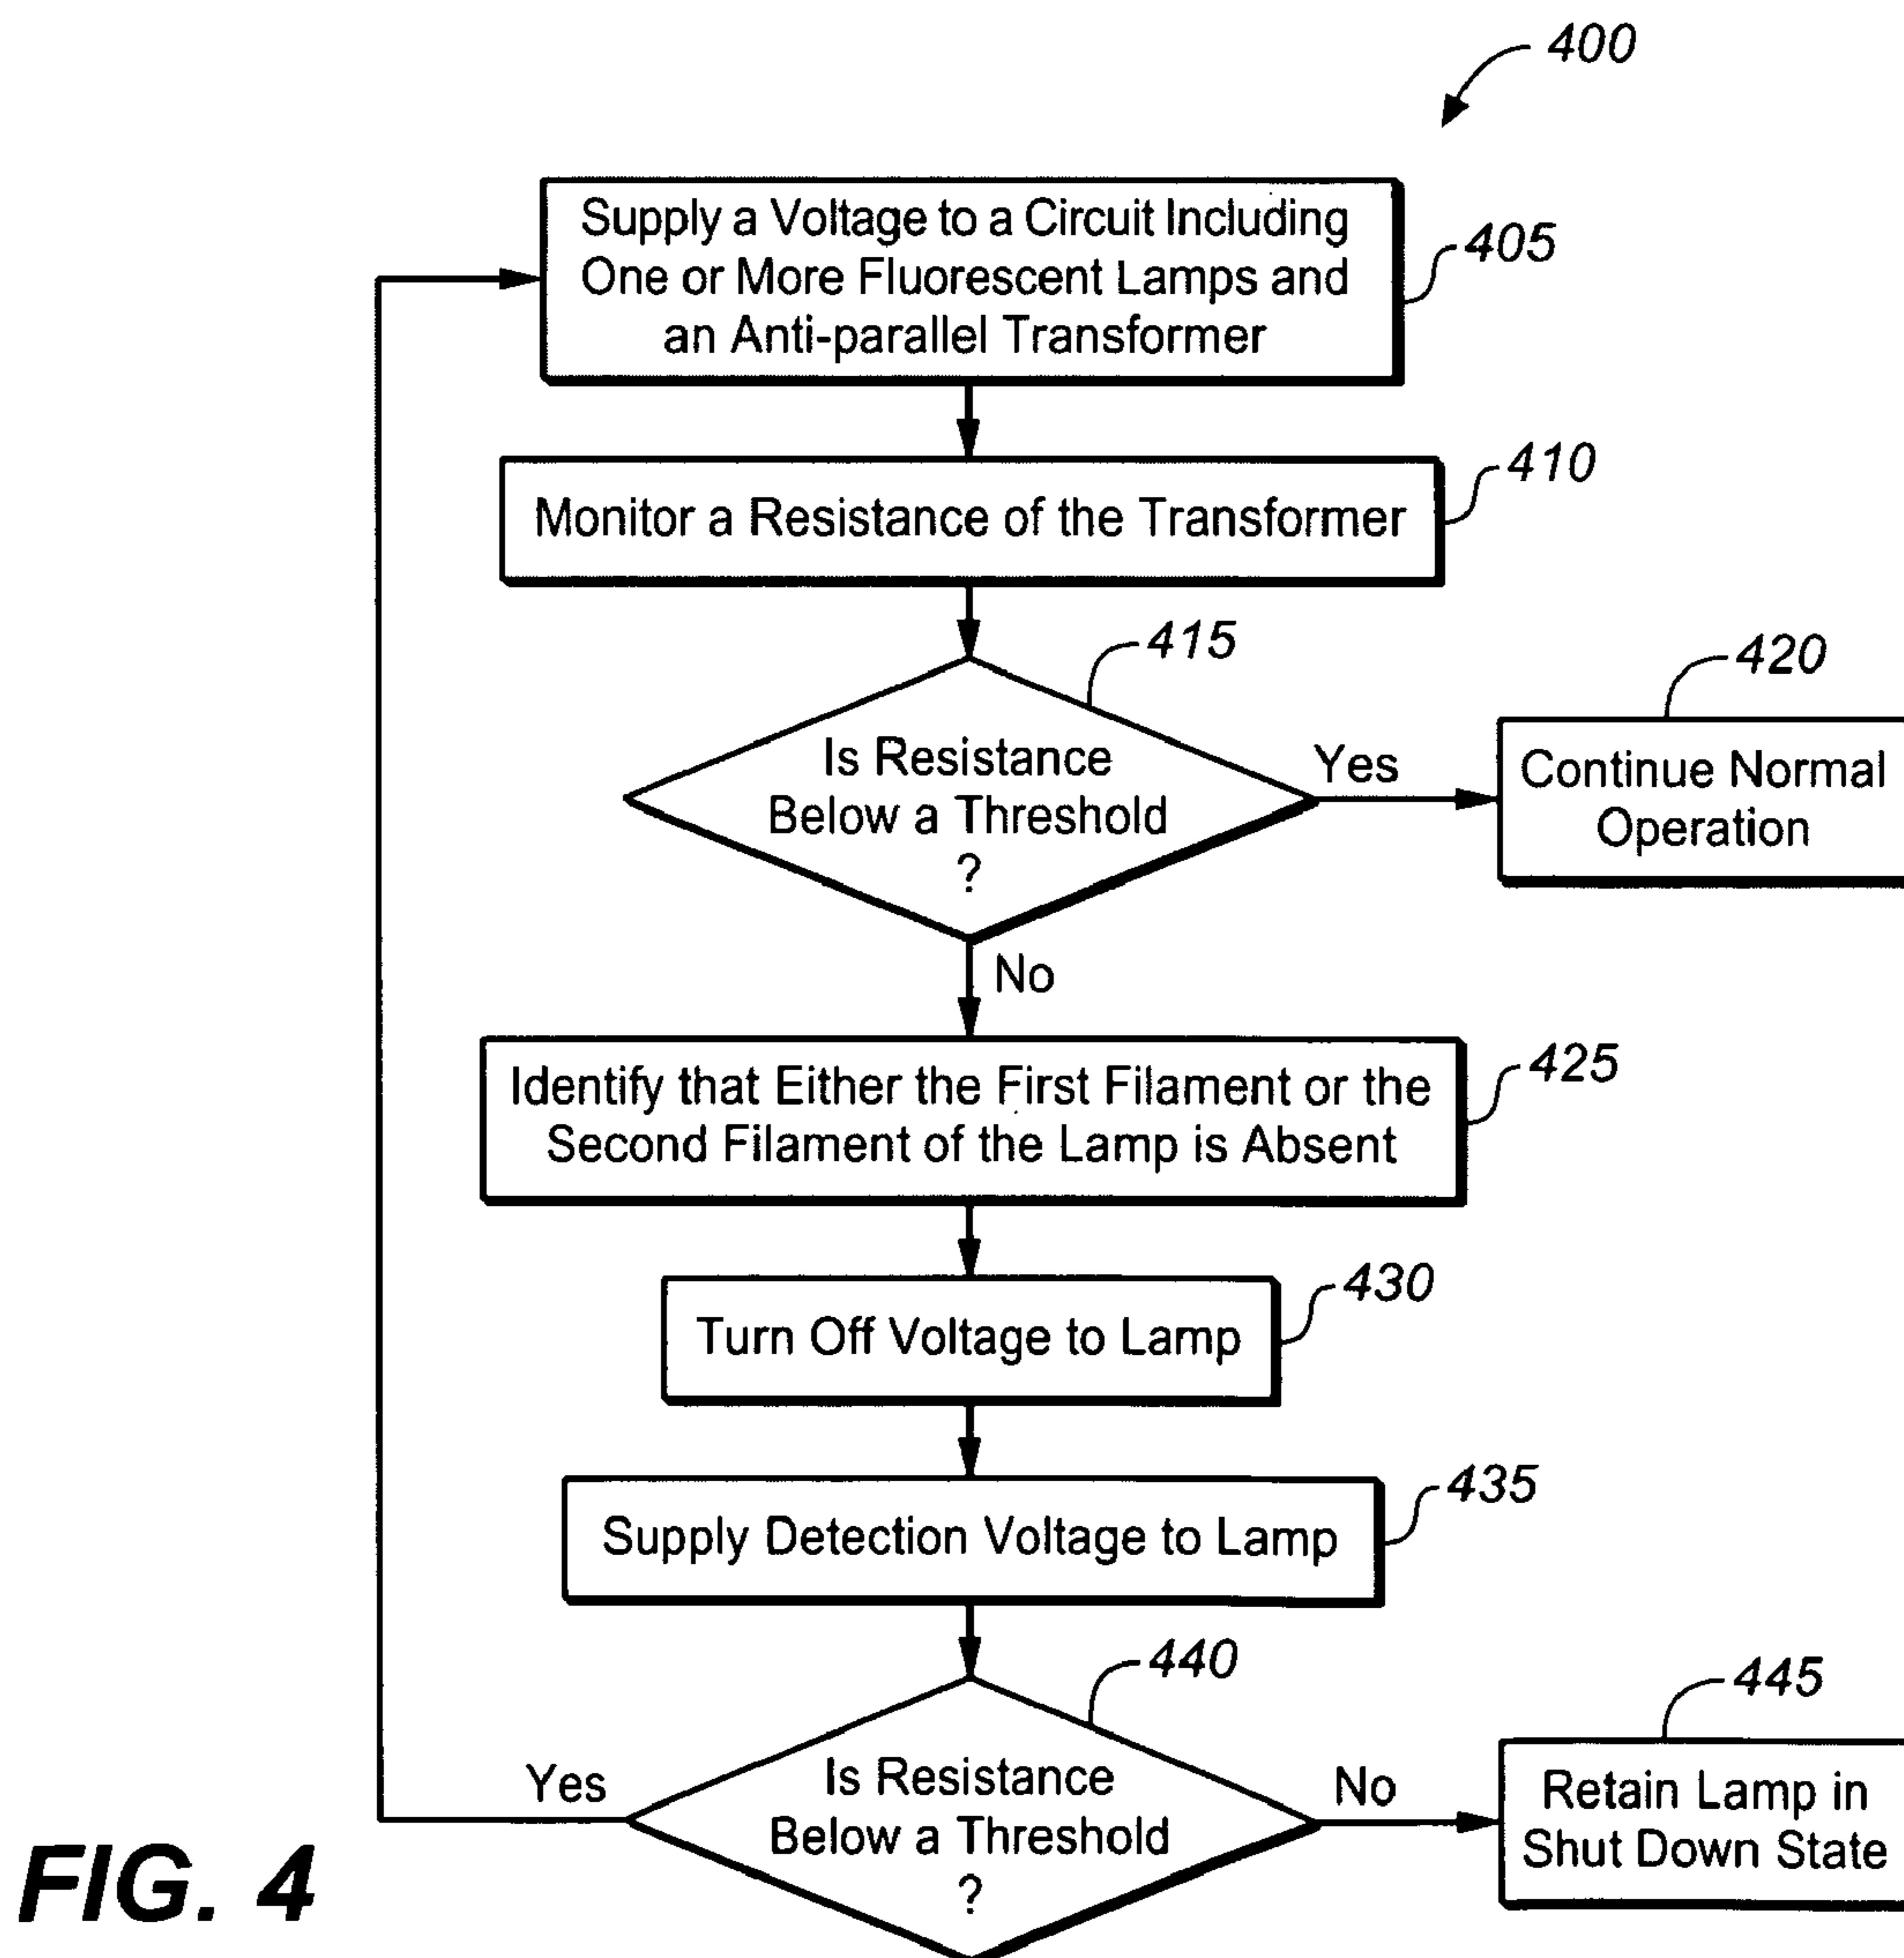 400
Supply a Voltage to a Circuit Including
One or More Fluorescent Lamps and
an Anti-parallel Transformer
405
Monitor a Resistance of the Transformer
410
415
Is Resistance
Below a Threshold
?
Yes
420
Continue Normal
Operation
No
Identify that Either the First Filament or the
Second Filament of the Lamp is Absent
425
Turn Off Voltage to Lamp
430
Supply Detection Voltage to Lamp
435
440
Is Resistance
Below a Threshold
?
Yes
No
445
Retain Lamp in
Shut Down State
FIG. 4